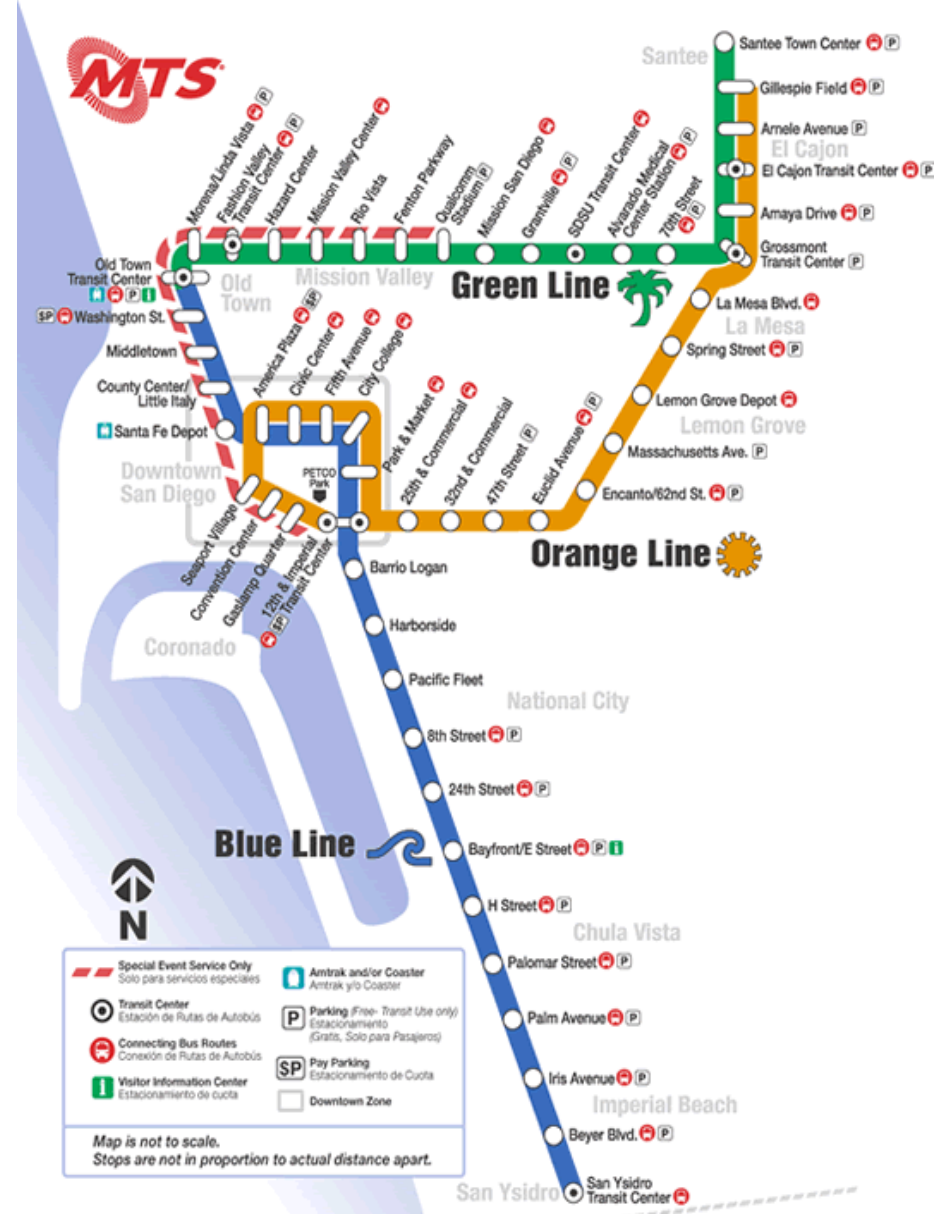 MTS
Santee
Santee Town Center P
Gillespie Field P
Arnele Avenue P
El Cajon
El Cajon Transit Center P
Amaya Drive P
Grossmont
Transit Center P
Morena/Linda Vista P
Fashion Valley
Transit Center P
Hazard Center
Mission Valley Center
Rio Vista
Fenton Parkway
Qualcomm
Stadium P
Mission San Diego
Grantville P
SDSU Transit Center
Alvarado Medical
Center Station P
70th Street
P
Old Town
Transit Center
P i
Old
Town
Mission Valley
Green Line
La Mesa Blvd.
La Mesa
Spring Street P
Lemon Grove Depot
Lemon Grove
Massachusetts Ave. P
Encanto/62nd St. P
$P Washington St.
Middletown
County Center/
Little Italy
Santa Fe Depot
America Plaza $P
Civic Center
Fifth Avenue
City College
Park & Market
25th & Commercial
32nd & Commercial
47th Street P
Euclid Avenue P
Downtown
San Diego
PETCO
Park
Seaport Village
Convention Center
Gaslamp Quarter
12th & Imperial
Transit Center
$P
Orange Line
Barrio Logan
Harborside
Coronado
Pacific Fleet
National City
8th Street P
24th Street P
Blue Line
Bayfront/E Street P i
H Street P
Chula Vista
Palomar Street P
Palm Avenue P
Iris Avenue P
Imperial Beach
Beyer Blvd. P
San Ysidro
San Ysidro
Transit Center
N
Special Event Service Only
Solo para servicios especiales
Transit Center
Estación de Rutas de Autobús
Connecting Bus Routes
Conexión de Rutas de Autobús
i Visitor Information Center
Estacionamiento de cuota
Amtrak and/or Coaster
Amtrak y/o Coaster
P Parking (Free- Transit Use only)
Estacionamiento
(Gratis, Solo para Pasajeros)
$P Pay Parking
Estacionamiento de Cuota
Downtown Zone
Map is not to scale.
Stops are not in proportion to actual distance apart.